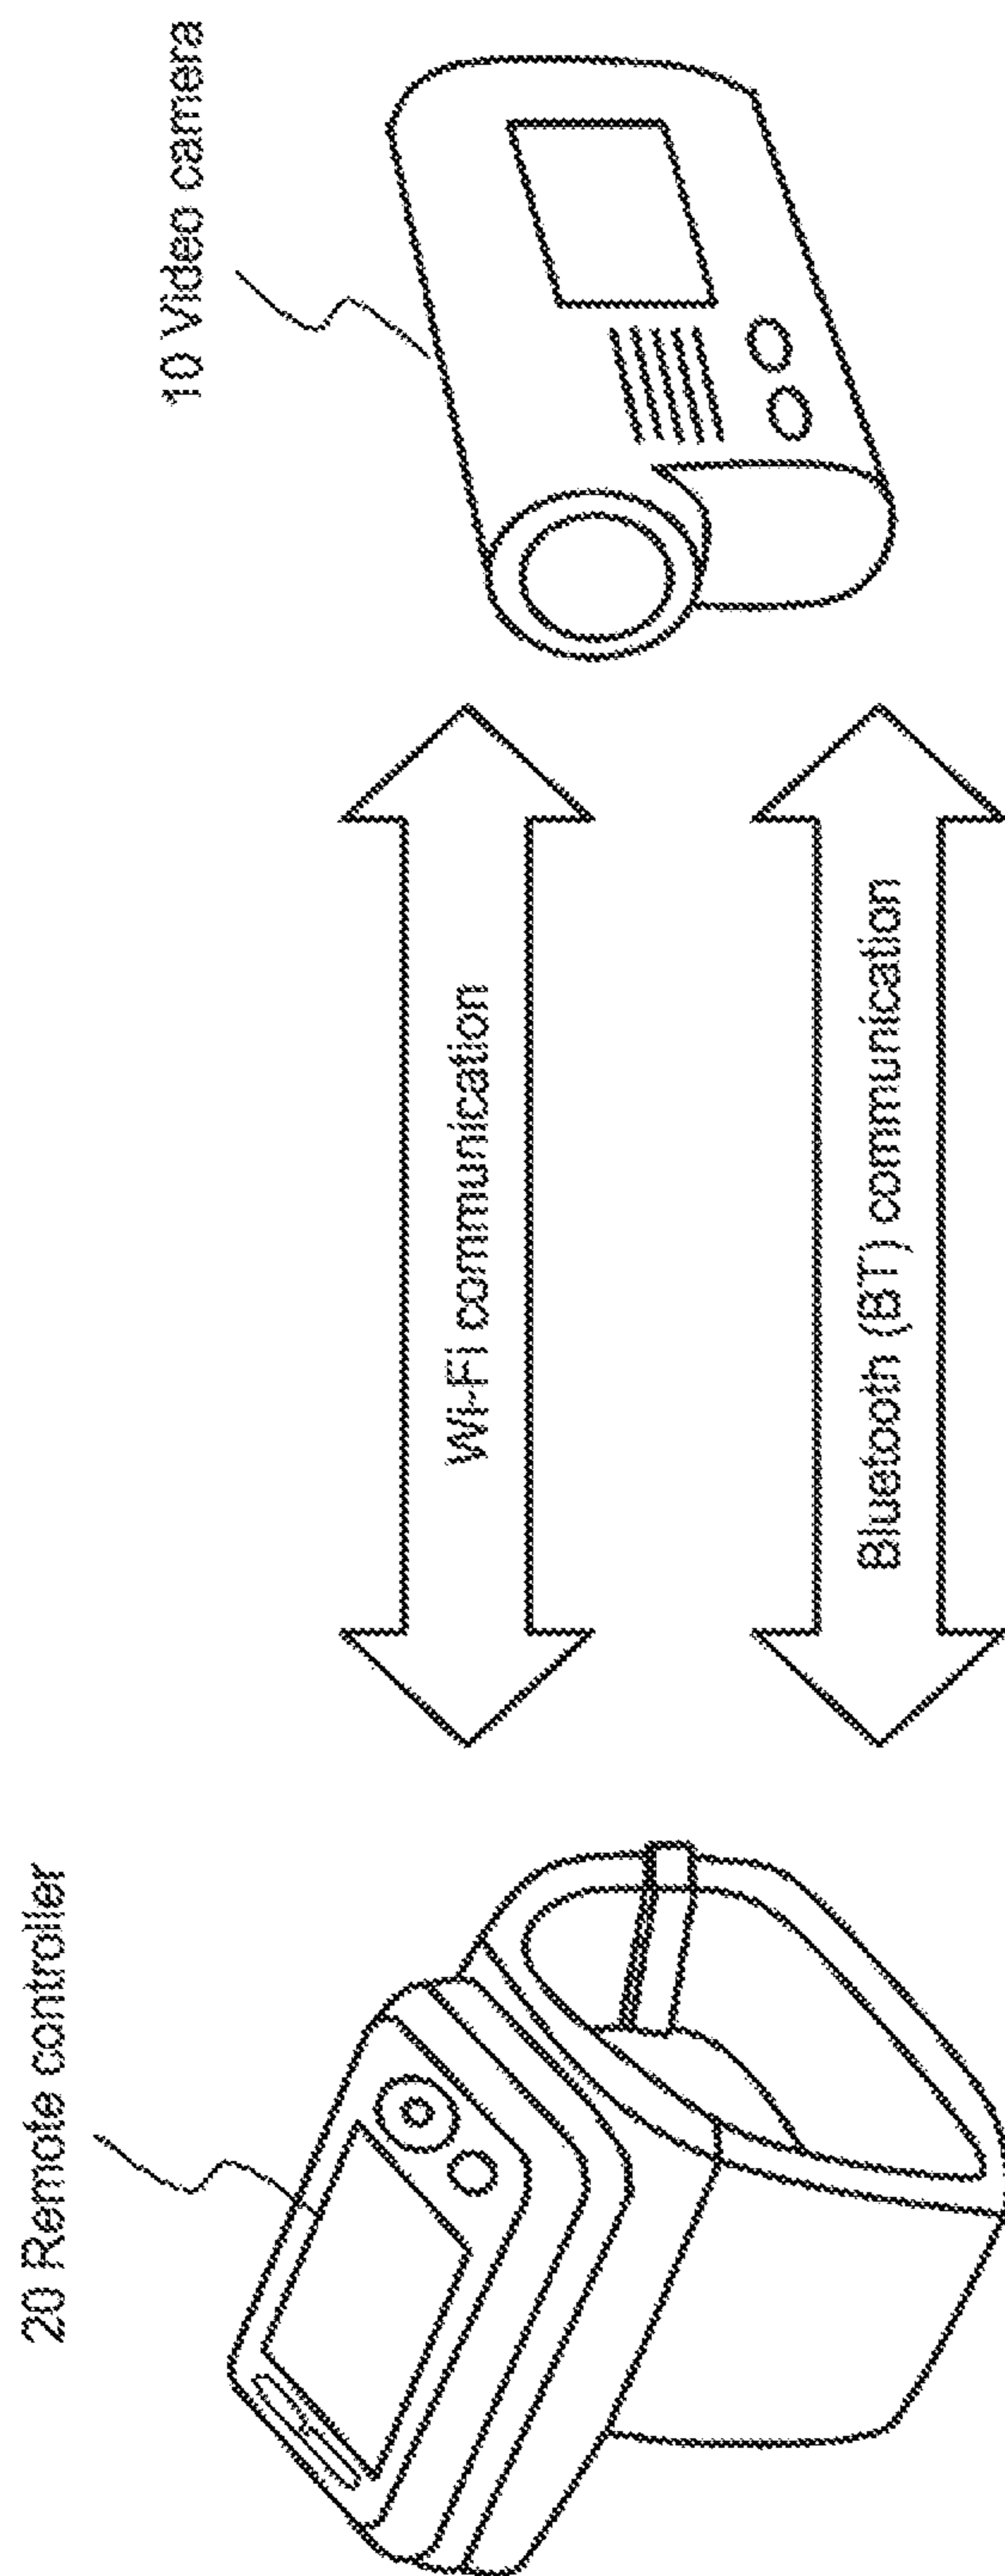 20 Remote controller
10 Video camera
Wi-Fi communication
Bluetooth (BT) communication